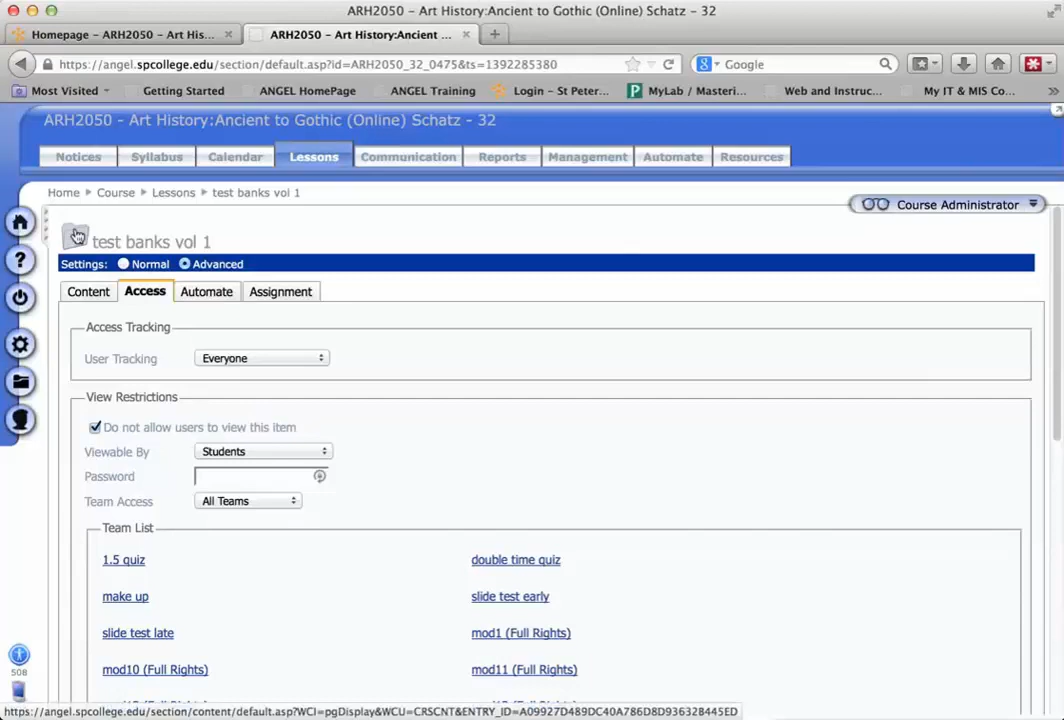 ARH2050 - Art History:Ancient to Gothic (Online) Schatz - 32
Homepage - ARH2050 - Art His...
ARH2050 - Art History:Ancient ...
https://angel.spcollege.edu/section/default.asp?id=ARH2050_32_0475&ts=1392285380
Google
Most Visited
Getting Started
ANGEL HomePage
ANGEL Training
Login - St Peter...
MyLab / Masteri...
Web and Instruc...
My IT & MIS Co...
ARH2050 - Art History:Ancient to Gothic (Online) Schatz - 32
Notices
Syllabus
Calendar
Lessons
Communication
Reports
Management
Automate
Resources
Home
Course
Lessons
test banks vol 1
Course Administrator
test banks vol 1
Settings: Normal Advanced
Content
Access
Automate
Assignment
Access Tracking
User Tracking Everyone
View Restrictions
Do not allow users to view this item
Viewable By Students
Password
Team Access All Teams
Team List
1.5 quiz
double time quiz
make up
slide test early
slide test late
mod1 (Full Rights)
mod10 (Full Rights)
mod11 (Full Rights)
508
https://angel.spcollege.edu/section/content/default.asp?WCI=pgDisplay&WCU=CRSCNT&ENTRY_ID=A09927D489DC40A786D8D936328445ED